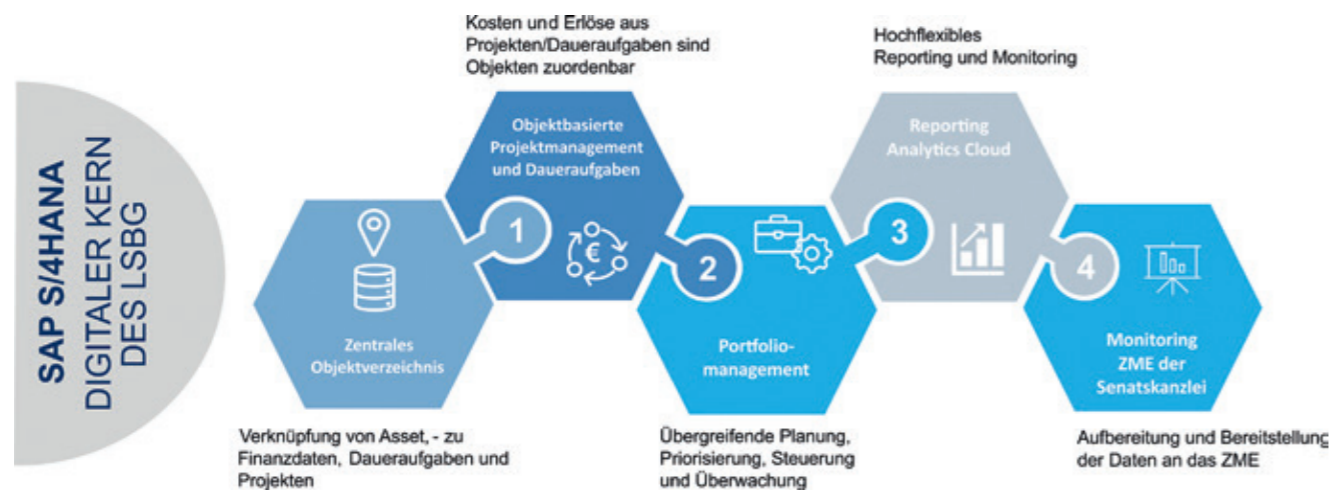 SAP S/4HANA
DIGITALER KERN
DES LSBG
Zentrales
Objektverzeichnis
Verknüpfung von Asset, - zu
Finanzdaten, Daueraufgaben und
Projekten
1
Kosten und Erlöse aus
Projekten/Daueraufgaben sind
Objekten zuordenbar
Objektbasierte
Projektmanagement
und Daueraufgaben
€
2
Portfolio-
management
Übergreifende Planung,
Priorisierung, Steuerung
und Überwachung
3
Hochflexibles
Reporting und Monitoring
Reporting
Analytics Cloud
4
Monitoring
ZME der
Senatskanzlei
Aufbereitung und Bereitstellung
der Daten an das ZME